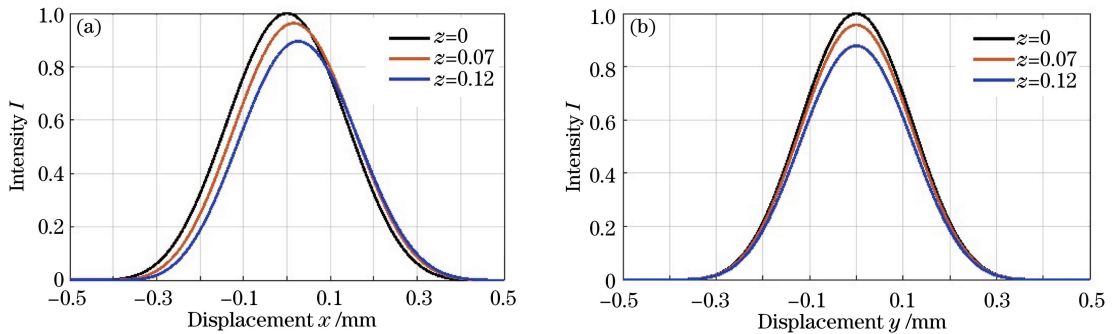 (a)
z=0
z=0.07
z=0.12
Intensity I
1.0
0.8
0.6
0.4
0.2
0
−0.5 −0.3 −0.1 0.1 0.3 0.5
Displacement x /mm
(b)
z=0
z=0.07
z=0.12
Intensity I
1.0
0.8
0.6
0.4
0.2
0
−0.5 −0.3 −0.1 0.1 0.3 0.5
Displacement y /mm